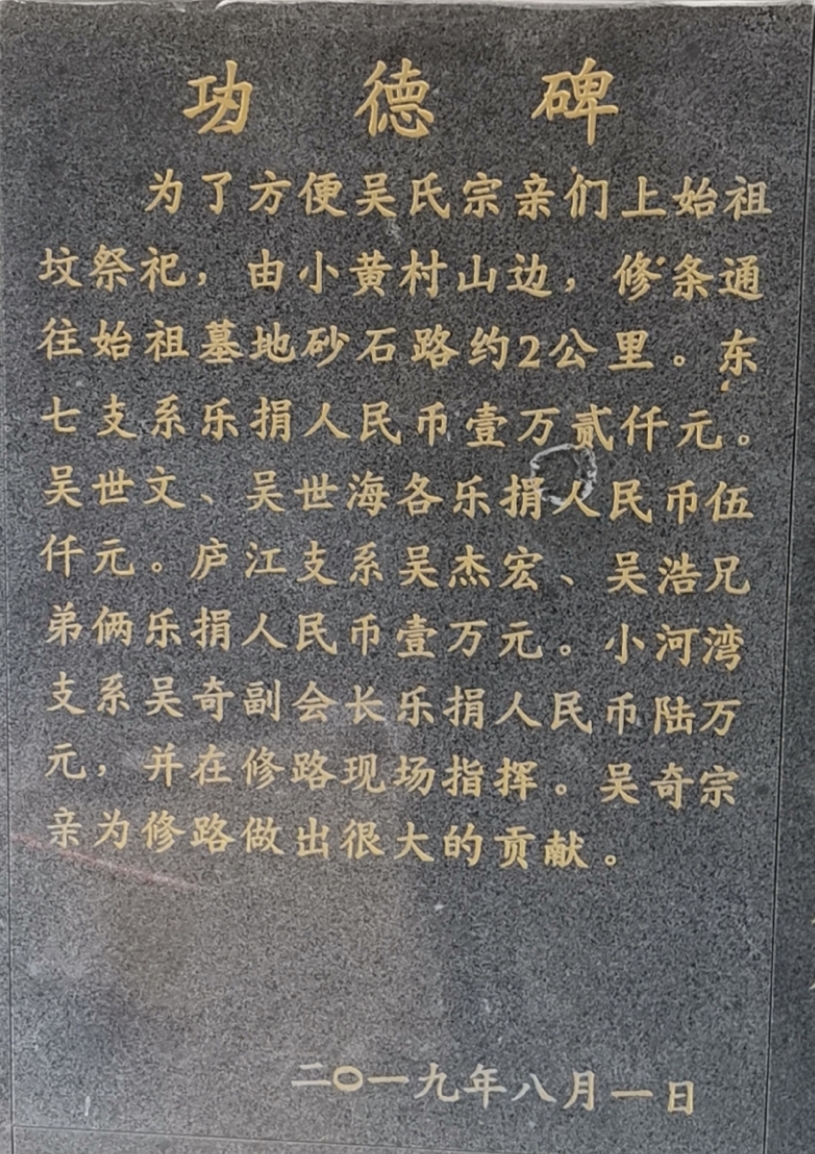 功德碑
为了方便吴氏宗亲们上始祖
坟祭祀，由小黄村山边，修条通
往始祖墓地砂石路约2公里。东
七支系乐捐人民币壹万贰仟元。
吴世文、吴世海各乐捐人民币伍
仟元。庐江支系吴杰宏、吴浩兄
弟俩乐捐人民币壹万元。小河湾
支系吴奇副会长乐捐人民币陆万
元，并在修路现场指挥。吴奇宗
亲为修路做出很大的贡献。
二〇一九年八月一日